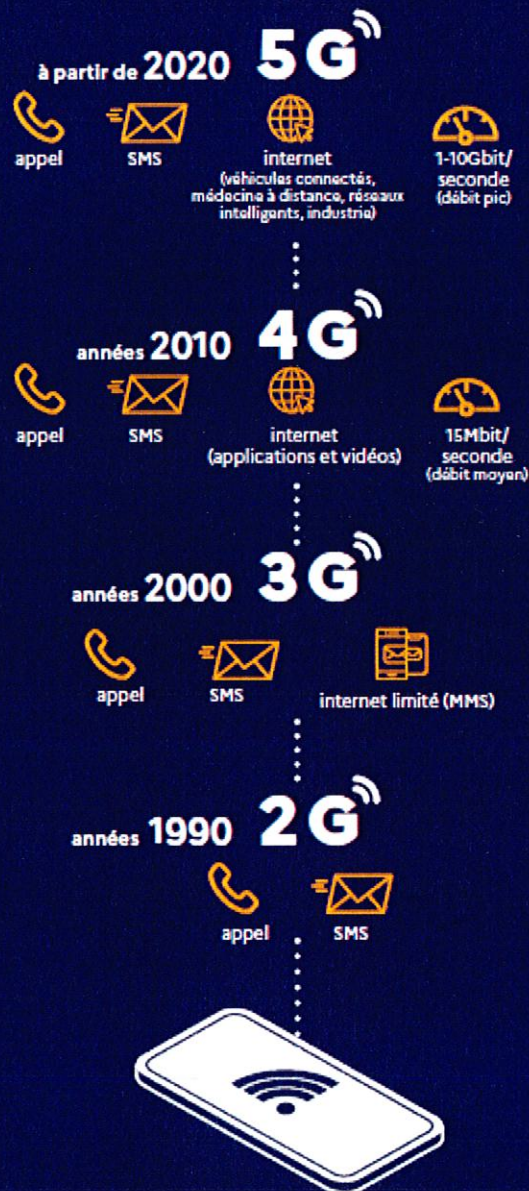 à partir de 2020 5G
appel
SMS
internet
(véhicules connectés,
médecine à distance, réseaux
intelligents, industrie)
1-10Gbit/
seconde
(débit pic)
années 2010 4G
appel
SMS
internet
(applications et vidéos)
15Mbit/
seconde
(débit moyen)
années 2000 3G
appel
SMS
internet limité (MMS)
années 1990 2G
appel
SMS